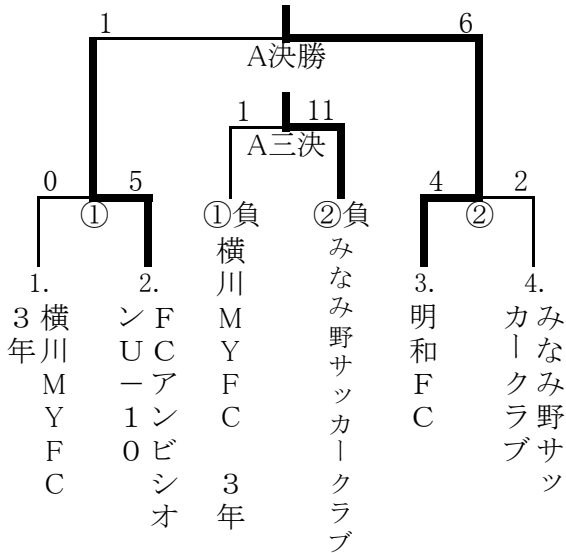 1
6
A決勝
1
11
A三決
0
5
4
2
①
①負
②負
②
横川MYFC　3年
みなみ野サッカークラブ
1.
2.
3.
4.
横川MYFC
3年
FCアンビシオ
ンU－10
明和FC
みなみ野サッ
カークラブ